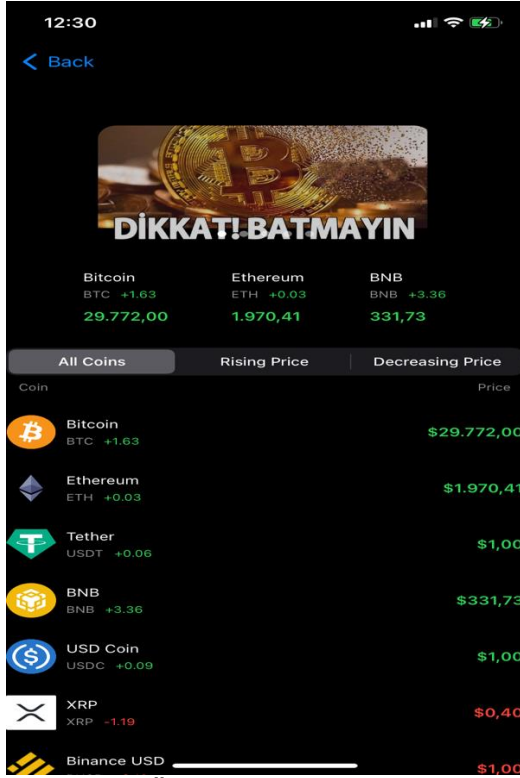 12:30
Back
DİKKAT! BATMAYIN
Bitcoin Ethereum BNB
BTC +1.63 ETH +0.03 BNB +3.36
29.772,00 1.970,41 331,73
All Coins Rising Price Decreasing Price
Coin Price
Bitcoin
BTC +1.63
$29.772,00
Ethereum
ETH +0.03
$1.970,41
Tether
USDT +0.06
$1,00
BNB
BNB +3.36
$331,73
USD Coin
USDC +0.09
$1,00
XRP
XRP -1.19
$0,40
Binance USD
$1,00